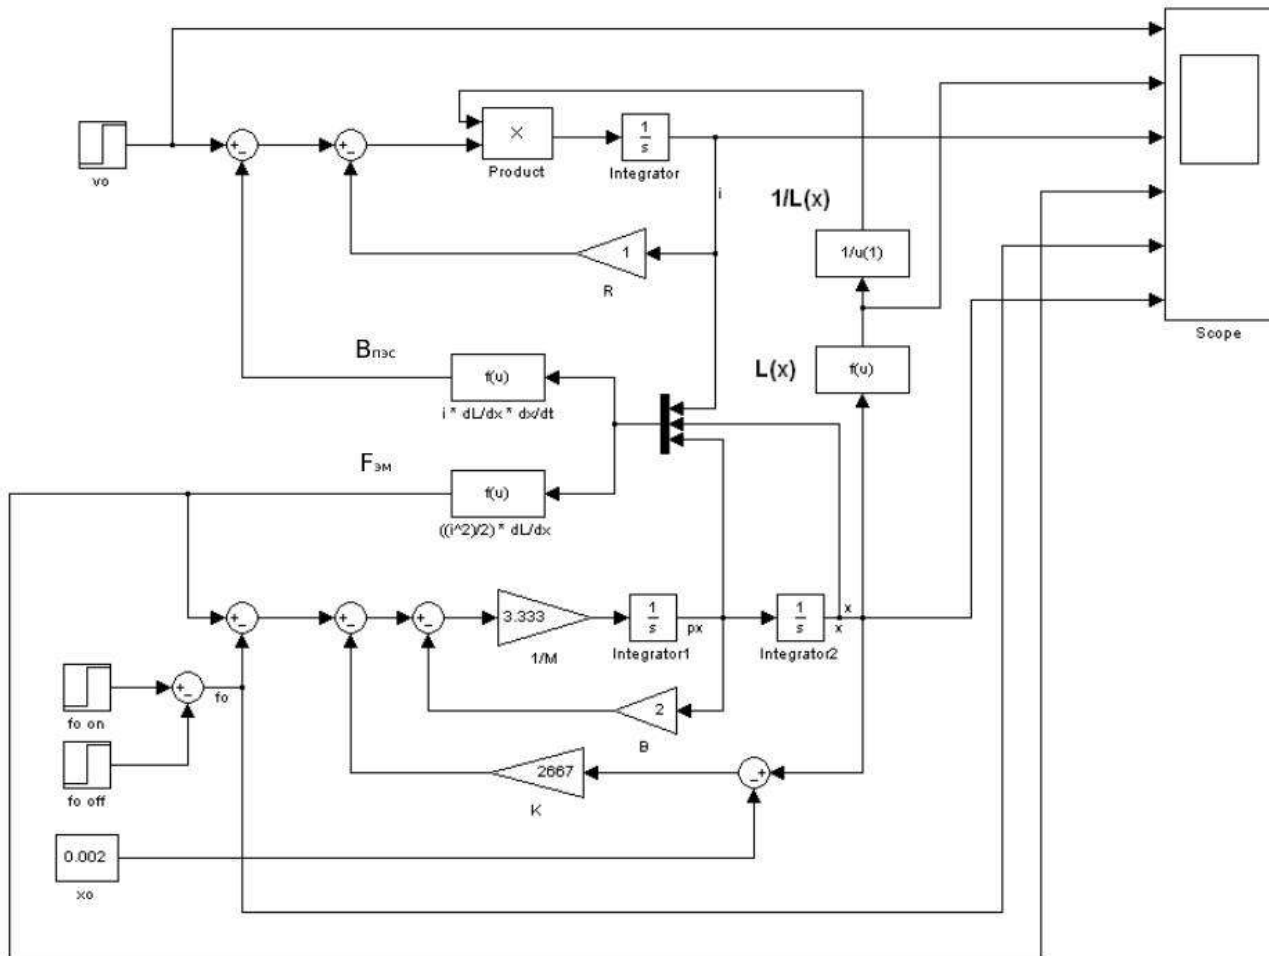 vo
+
-
+
-
×
Product
1
s
Integrator
i
1/L(x)
1/u(1)
1
R
Scope
Bпэс
f(u)
i * dL/dx * dx/dt
L(x)
f(u)
Fэм
f(u)
((i^2)/2) * dL/dx
+
-
+
-
+
-
3.333
1/M
1
s
Integrator1
px
1
s
Integrator2
x
x
fo on
+
-
fo
2
B
fo off
2667
K
-
+
0.002
xo